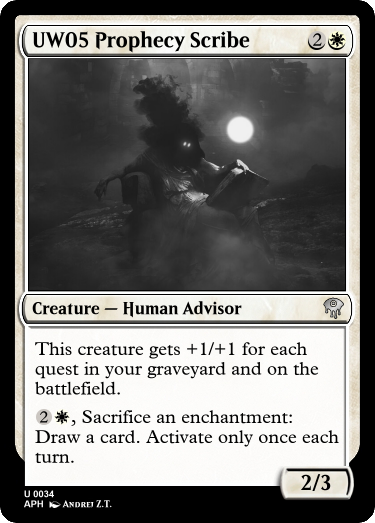 UW05 Prophecy Scribe 2
Creature — Human Advisor
This creature gets +1/+1 for each
quest in your graveyard and on the
battlefield.
2, Sacrifice an enchantment:
Draw a card. Activate only once each
turn.
2/3
U 0034
APH Andrej Z.T.